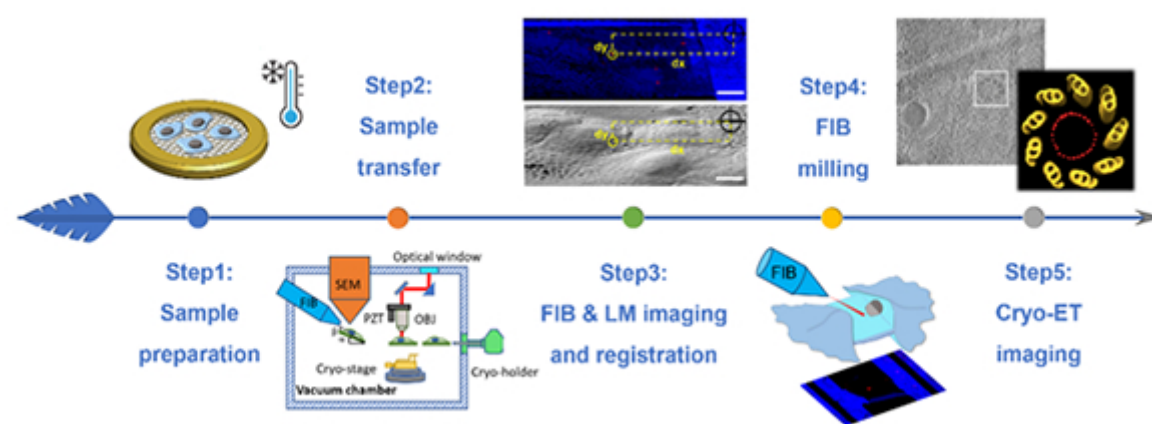 Step2:
Sample
transfer
dy
dx
dy
dx
Step4:
FIB
milling
Step1:
Sample
preparation
Optical window
SEM
FIB
PZT
OBJ
Cryo-stage
Cryo-holder
Vacuum chamber
Step3:
FIB & LM imaging
and registration
FIB
Step5:
Cryo-ET
imaging